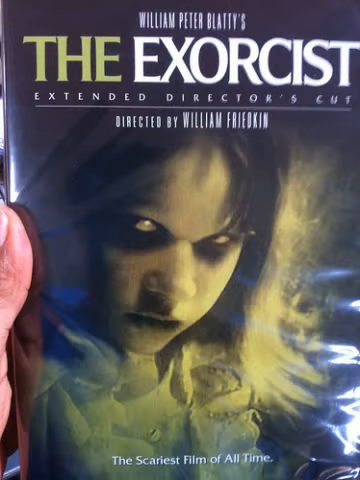 WILLIAM PETER BLATTY'S
THE EXORCIST
EXTENDED DIRECTOR'S CUT
DIRECTED BY WILLIAM FRIEDKIN
The Scariest Film of All Time.